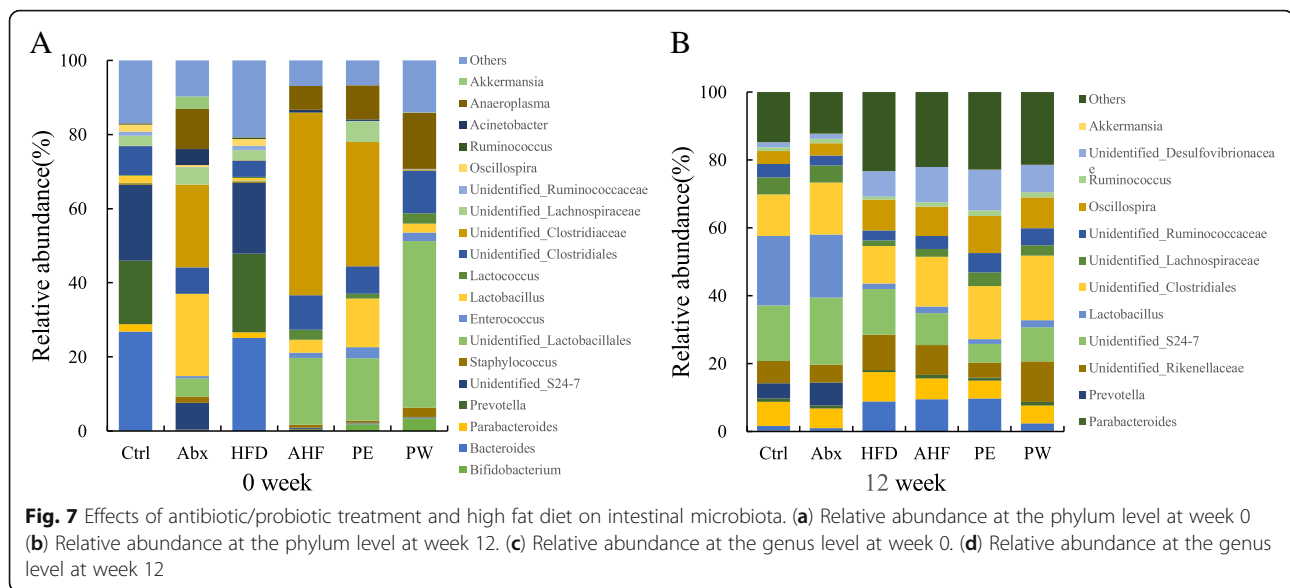 A
Relative abundance(%)
100
80
60
40
20
0
Ctrl Abx HFD AHF PE PW
0 week
Others
Akkermansia
Anaeroplasma
Acinetobacter
Ruminococcus
Oscillospira
Unidentified_Ruminococcaceae
Unidentified_Lachnospiraceae
Unidentified_Clostridiaceae
Unidentified_Clostridiales
Lactococcus
Lactobacillus
Enterococcus
Unidentified_Lactobacillales
Staphylococcus
Unidentified_S24-7
Prevotella
Parabacteroides
Bacteroides
Bifidobacterium
B
Relative abundance(%)
100
80
60
40
20
0
Ctrl Abx HFD AHF PE PW
12 week
Others
Akkermansia
Unidentified_Desulfovibrionacea
e
Ruminococcus
Oscillospira
Unidentified_Ruminococcaceae
Unidentified_Lachnospiraceae
Unidentified_Clostridiales
Lactobacillus
Unidentified_S24-7
Unidentified_Rikenellaceae
Prevotella
Parabacteroides
Fig. 7 Effects of antibiotic/probiotic treatment and high fat diet on intestinal microbiota. (a) Relative abundance at the phylum level at week 0
(b) Relative abundance at the phylum level at week 12. (c) Relative abundance at the genus level at week 0. (d) Relative abundance at the genus
level at week 12